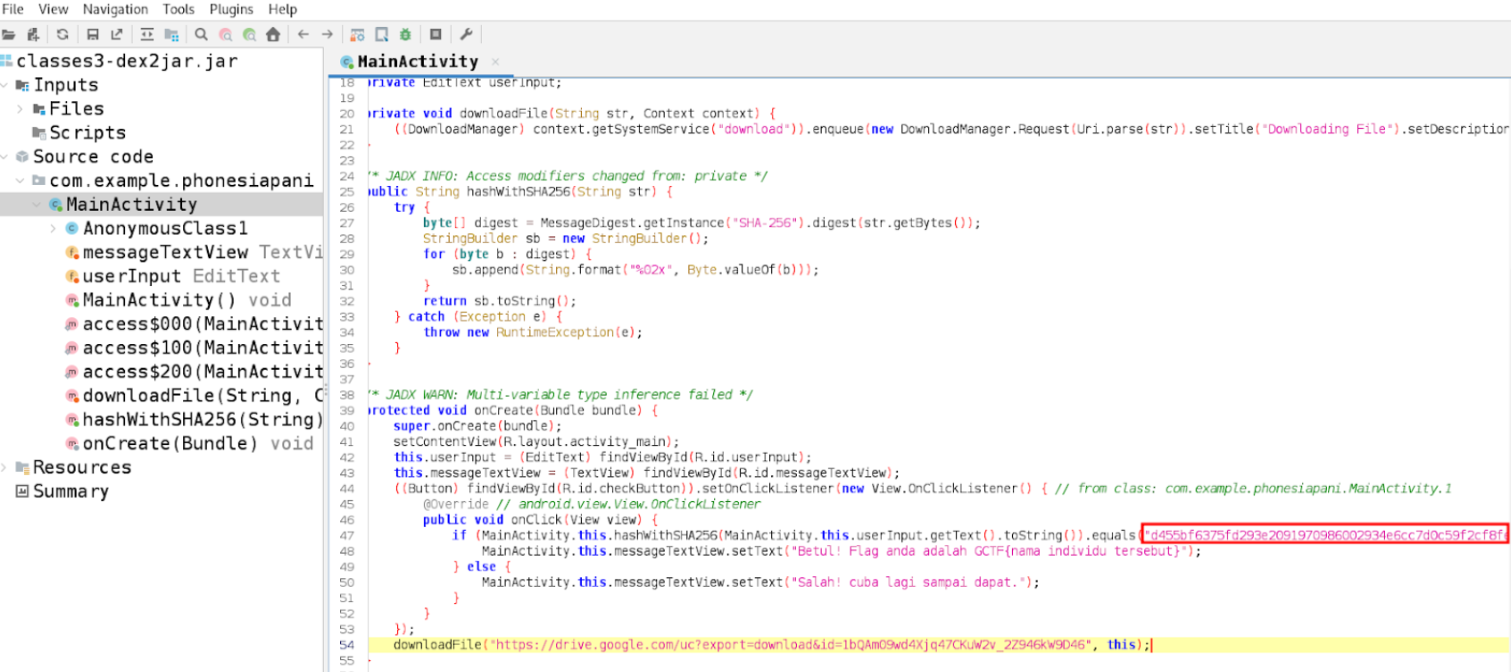 File View Navigation Tools Plugins Help
classes3-dex2jar.jar
Inputs
Files
Scripts
Source code
com.example.phonesiapani
MainActivity
AnonymousClass1
messageTextView TextVi
userInput EditText
MainActivity() void
access$000(MainActivit
access$100(MainActivit
access$200(MainActivit
downloadFile(String, C
hashWithSHA256(String)
onCreate(Bundle) void
Resources
Summary
MainActivity ×
18 private EditText userInput;
19
20 private void downloadFile(String str, Context context) {
21 ((DownloadManager) context.getSystemService("download")).enqueue(new DownloadManager.Request(Uri.parse(str)).setTitle("Downloading File").setDescription
22
23
24 /* JADX INFO: Access modifiers changed from: private */
25 public String hashWithSHA256(String str) {
26 try {
27 byte[] digest = MessageDigest.getInstance("SHA-256").digest(str.getBytes());
28 StringBuilder sb = new StringBuilder();
29 for (byte b : digest) {
30 sb.append(String.format("%02x", Byte.valueOf(b)));
31 }
32 return sb.toString();
33 } catch (Exception e) {
34 throw new RuntimeException(e);
35 }
36
37
38 /* JADX WARN: Multi-variable type inference failed */
39 protected void onCreate(Bundle bundle) {
40 super.onCreate(bundle);
41 setContentView(R.layout.activity_main);
42 this.userInput = (EditText) findViewById(R.id.userInput);
43 this.messageTextView = (TextView) findViewById(R.id.messageTextView);
44 ((Button) findViewById(R.id.checkButton)).setOnClickListener(new View.OnClickListener() { // from class: com.example.phonesiapani.MainActivity.1
45 @Override // android.view.View.OnClickListener
46 public void onClick(View view) {
47 if (MainActivity.this.hashWithSHA256(MainActivity.this.userInput.getText().toString()).equals("d455bf6375fd293e2091970986002934e6cc7d0c59f2cf8f
48 MainActivity.this.messageTextView.setText("Betul! Flag anda adalah GCTF{nama individu tersebut}");
49 } else {
50 MainActivity.this.messageTextView.setText("Salah! cuba lagi sampai dapat.");
51 }
52 }
53 });
54 downloadFile("https://drive.google.com/uc?export=download&id=1bQAm09wd4Xjq47CKuW2v_2Z946kW9D46", this);
55